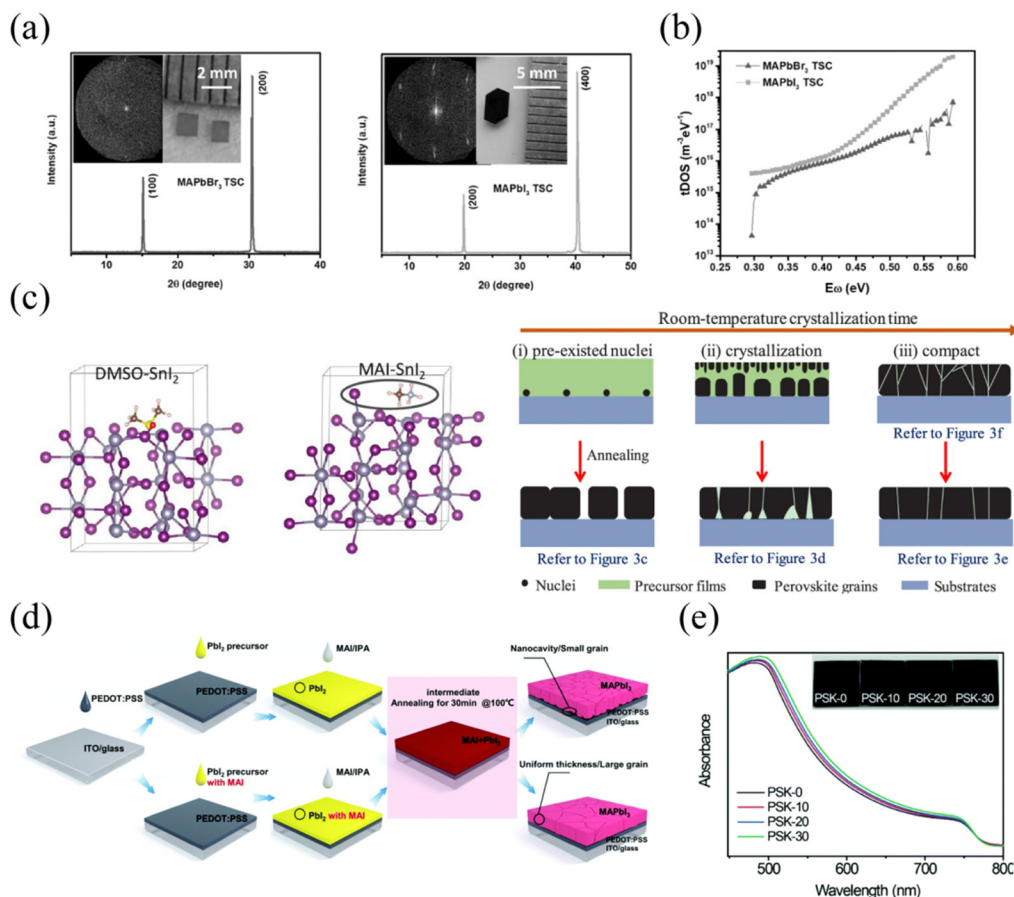 (a)
Intensity (a.u.)
2 mm
(200)
(100)
MAPbBr₃ TSC
10 20 30 40
2θ (degree)
Intensity (a.u.)
5 mm
(400)
(200)
MAPbI₃ TSC
10 20 30 40 50
2θ (degree)
(b)
tDOS (m⁻³eV⁻¹)
10¹⁹
10¹⁸
10¹⁷
10¹⁶
10¹⁵
10¹⁴
10¹³
MAPbBr₃ TSC
MAPbI₃ TSC
0.25 0.30 0.35 0.40 0.45 0.50 0.55 0.60
Eω (eV)
(c)
DMSO-SnI₂
MAI-SnI₂
Room-temperature crystallization time
(i) pre-existed nuclei
(ii) crystallization
(iii) compact
Refer to Figure 3f
Annealing
Refer to Figure 3c
Refer to Figure 3d
Refer to Figure 3e
Nuclei
Precursor films
Perovskite grains
Substrates
(d)
PEDOT:PSS
ITO/glass
PbI₂ precursor
PEDOT:PSS
MAI/IPA
PbI₂
PbI₂ precursor
with MAI
PEDOT:PSS
MAI/IPA
PbI₂ with MAI
intermediate
Annealing for 30min @100℃
MAI+PbI₂
Nanocavity/Small grain
MAPbI₃
PEDOT:PSS
ITO/glass
Uniform thickness/Large grain
MAPbI₃
PEDOT:PSS
ITO/glass
(e)
Absorbance
PSK-0 PSK-10 PSK-20 PSK-30
PSK-0
PSK-10
PSK-20
PSK-30
500 600 700 800
Wavelength (nm)